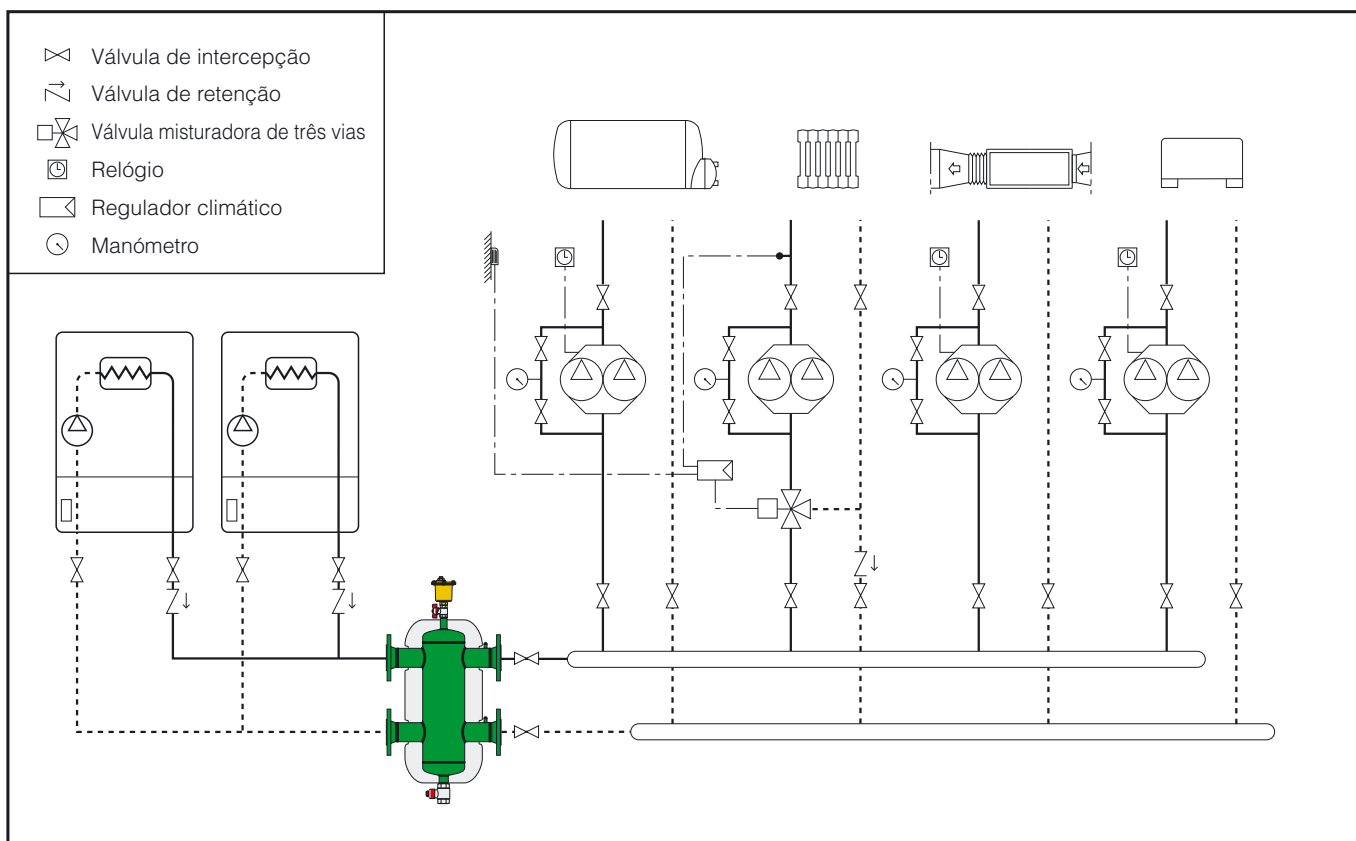 Válvula de intercepção
Válvula de retenção
Válvula misturadora de três vias
Relógio
Regulador climático
Manómetro